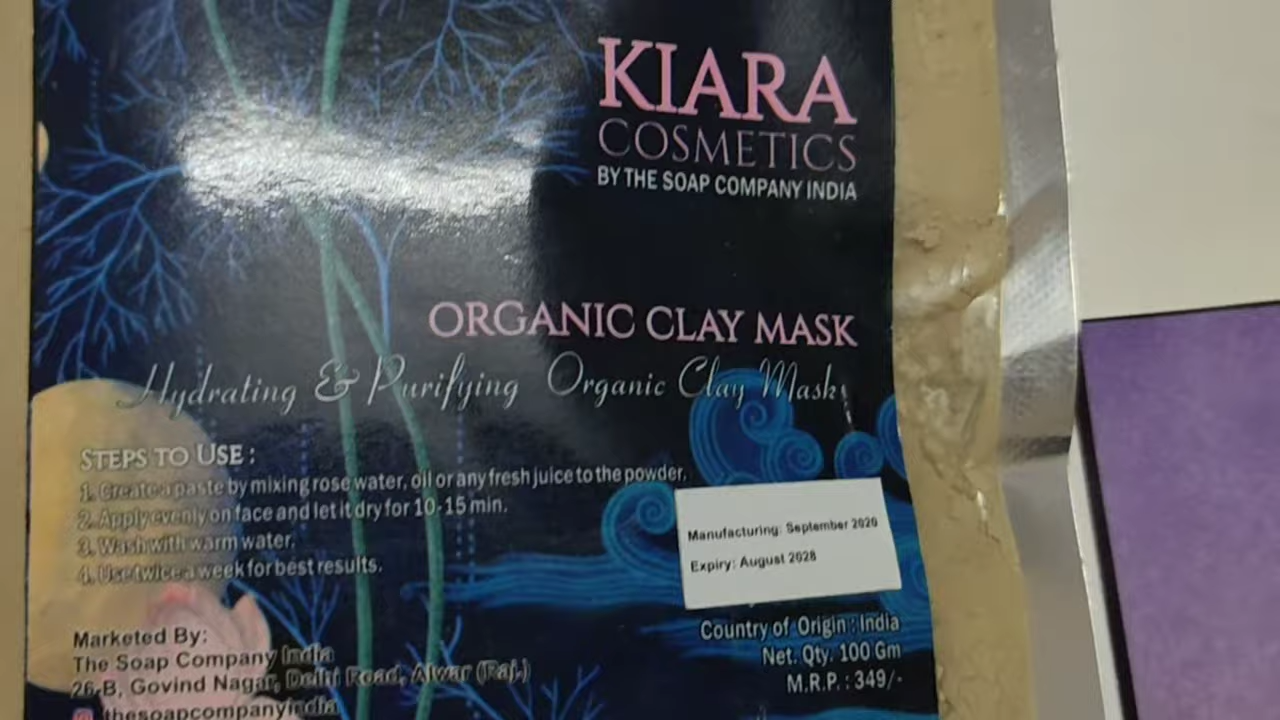 KIARA
COSMETICS
BY THE SOAP COMPANY INDIA
ORGANIC CLAY MASK
Hydrating & Purifying Organic Clay Mask
STEPS TO USE :
1. Create a paste by mixing rose water, oil or any fresh juice to the powder.
2. Apply evenly on face and let it dry for 10-15 min.
3. Wash with warm water.
4. Use twice a week for best results.
Manufacturing: September 2020
Expiry: August 2028
Marketed By:
The Soap Company India
26-B, Govind Nagar, Delhi Road, Alwar (Raj.)
thesoapcompanyindia
Country of Origin : India
Net. Qty. 100 Gm
M.R.P. : 349/-